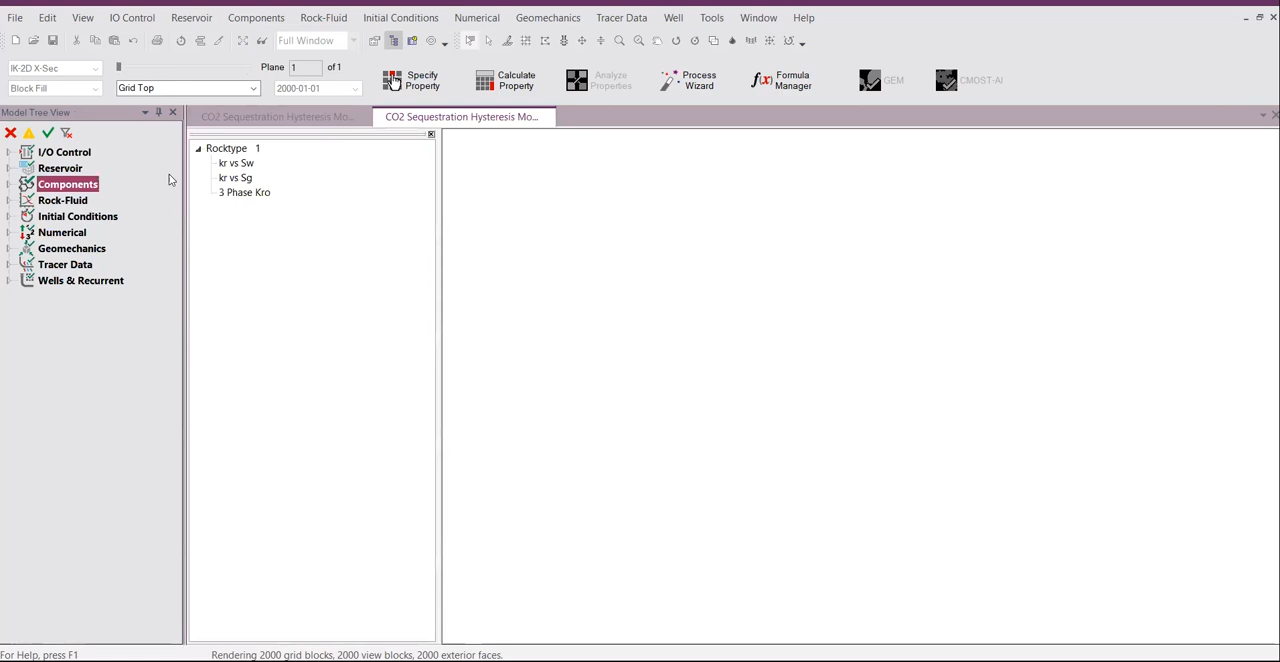 File Edit View IO Control Reservoir Components Rock-Fluid Initial Conditions Numerical Geomechanics Tracer Data Well Tools Window Help
Full Window
IK-2D X-Sec Plane 1 of 1
Block Fill Grid Top 2000-01-01
Specify Property
Calculate Property
Analyze Properties
Process Wizard
Formula Manager
GEM
CMOST-AI
Model Tree View
CO2 Sequestration Hysteresis Mo...
CO2 Sequestration Hysteresis Mo...
I/O Control
Reservoir
Components
Rock-Fluid
Initial Conditions
Numerical
Geomechanics
Tracer Data
Wells & Recurrent
Rocktype 1
kr vs Sw
kr vs Sg
3 Phase Kro
For Help, press F1
Rendering 2000 grid blocks, 2000 view blocks, 2000 exterior faces.